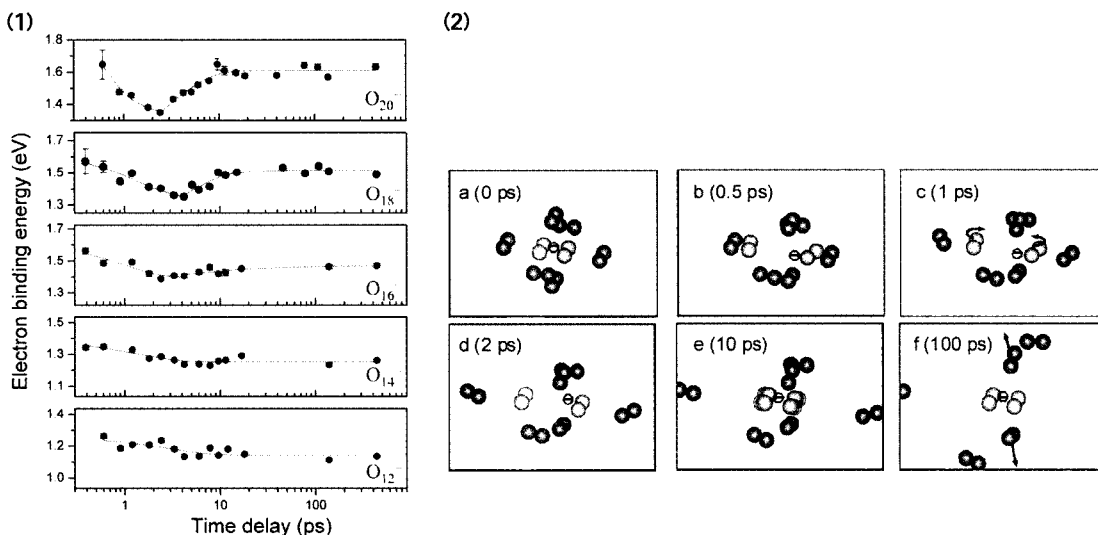 (1)
Electron binding energy (eV)
1.8
1.6
1.4
O₂₀⁻
1.7
1.5
1.3
O₁₈⁻
1.7
1.5
1.3
O₁₆⁻
1.5
1.3
1.1
O₁₄⁻
1.4
1.2
1.0
O₁₂⁻
1
10
100
Time delay (ps)
(2)
a (0 ps)
b (0.5 ps)
c (1 ps)
d (2 ps)
e (10 ps)
f (100 ps)